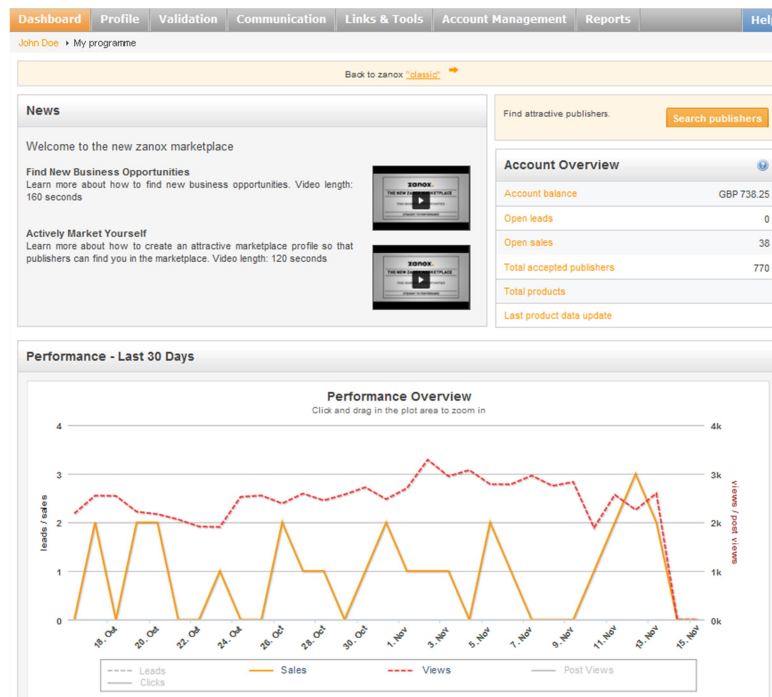 Dashboard Profile Validation Communication Links & Tools Account Management Reports Help
John Doe My programme
Back to zanox "classic"
News
Welcome to the new zanox marketplace
Find New Business Opportunities
Learn more about how to find new business opportunities. Video length:
160 seconds
zanox.
Actively Market Yourself
Learn more about how to create an attractive marketplace profile so that
publishers can find you in the marketplace. Video length: 120 seconds
zanox.
Find attractive publishers.
Search publishers
Account Overview
Account balance GBP 738.25
Open leads 0
Open sales 38
Total accepted publishers 770
Total products
Last product data update
Performance - Last 30 Days
Performance Overview
Click and drag in the plot area to zoom in
4 4k
3 3k
2 2k
1 1k
0 0k
leads / sales
views / post views
18. Oct 20. Oct 22. Oct 24. Oct 26. Oct 28. Oct 30. Oct 1. Nov 3. Nov 5. Nov 7. Nov 9. Nov 11. Nov 13. Nov 15. Nov
Leads Sales Views Post Views
Clicks